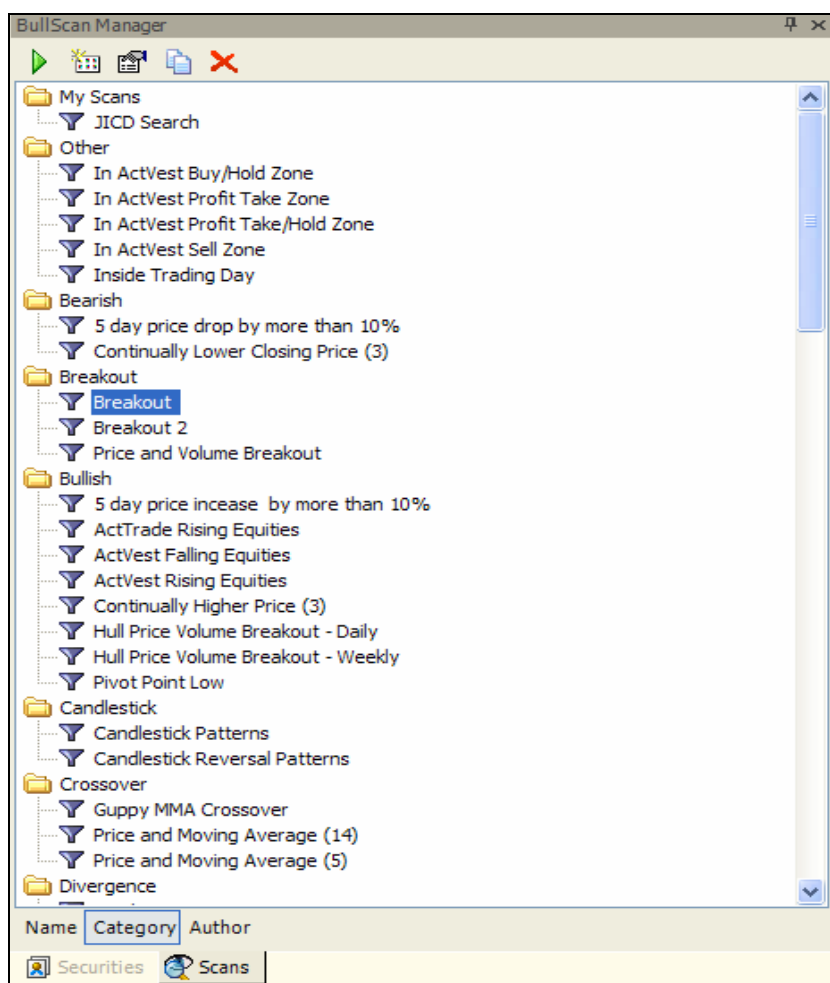 BullScan Manager
My Scans
JICD Search
Other
In ActVest Buy/Hold Zone
In ActVest Profit Take Zone
In ActVest Profit Take/Hold Zone
In ActVest Sell Zone
Inside Trading Day
Bearish
5 day price drop by more than 10%
Continually Lower Closing Price (3)
Breakout
Breakout
Breakout 2
Price and Volume Breakout
Bullish
5 day price incease  by more than 10%
ActTrade Rising Equities
ActVest Falling Equities
ActVest Rising Equities
Continually Higher Price (3)
Hull Price Volume Breakout - Daily
Hull Price Volume Breakout - Weekly
Pivot Point Low
Candlestick
Candlestick Patterns
Candlestick Reversal Patterns
Crossover
Guppy MMA Crossover
Price and Moving Average (14)
Price and Moving Average (5)
Divergence
Name Category Author
Securities Scans